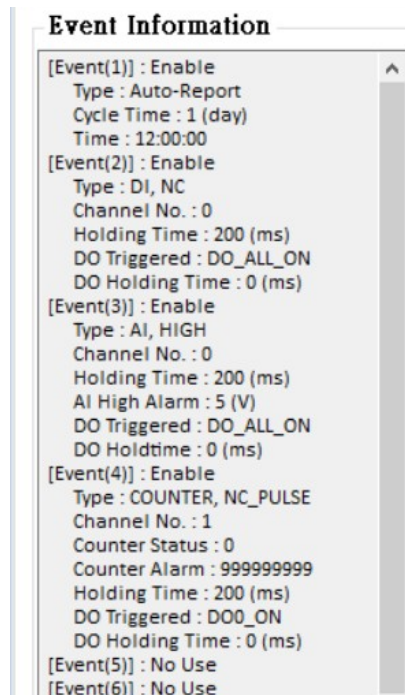 Event Information
[Event(1)] : Enable
Type : Auto-Report
Cycle Time : 1 (day)
Time : 12:00:00
[Event(2)] : Enable
Type : DI, NC
Channel No. : 0
Holding Time : 200 (ms)
DO Triggered : DO_ALL_ON
DO Holding Time : 0 (ms)
[Event(3)] : Enable
Type : AI, HIGH
Channel No. : 0
Holding Time : 200 (ms)
AI High Alarm : 5 (V)
DO Triggered : DO_ALL_ON
DO Holdtime : 0 (ms)
[Event(4)] : Enable
Type : COUNTER, NC_PULSE
Channel No. : 1
Counter Status : 0
Counter Alarm : 999999999
Holding Time : 200 (ms)
DO Triggered : DO0_ON
DO Holding Time : 0 (ms)
[Event(5)] : No Use
[Event(6)] : No Use